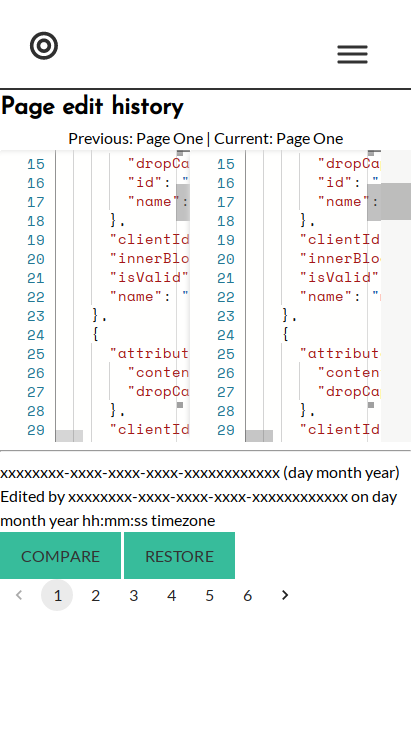 Page edit history
Previous: Page One | Current: Page One
15 "dropCa 15 "dropCa
16 "id": " 16 "id": "
17 "name": 17 "name":
18 }, 18 },
19 "clientId 19 "clientId
20 "innerBlo 20 "innerBlo
21 "isValid" 21 "isValid"
22 "name": " 22 "name": "
23 }, 23 },
24 { 24 {
25 "attribut 25 "attribut
26 "conten 26 "conten
27 "dropCa 27 "dropCa
28 }, 28 },
29 "clientId 29 "clientId
xxxxxxxx-xxxx-xxxx-xxxx-xxxxxxxxxxxx (day month year)
Edited by xxxxxxxx-xxxx-xxxx-xxxx-xxxxxxxxxxxx on day
month year hh:mm:ss timezone
COMPARE RESTORE
1 2 3 4 5 6